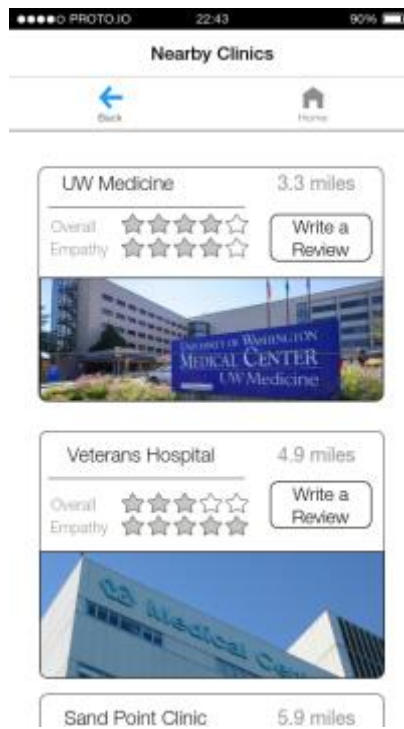 PROTO.IO 22:43 90%
Nearby Clinics
Back Home
UW Medicine 3.3 miles
Overall
Empathy
Write a
Review
UNIVERSITY OF WASHINGTON
MEDICAL CENTER
UW Medicine
Veterans Hospital 4.9 miles
Overall
Empathy
Write a
Review
Medical Cen
Sand Point Clinic 5.9 miles